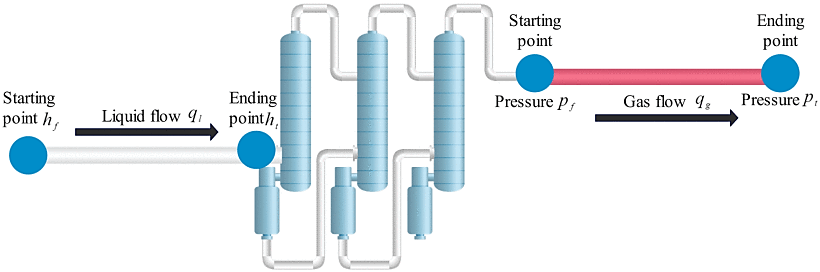 Starting
point h_f
Liquid flow q_l
Ending
point h_t
Starting
point
Pressure p_f
Gas flow q_g
Ending
point
Pressure p_t